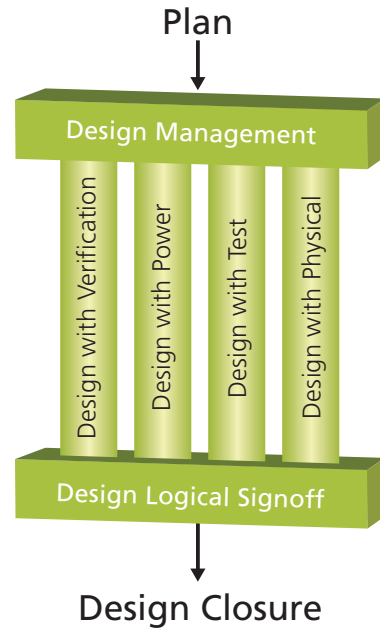 Plan
Design Management
Design with Verification
Design with Power
Design with Test
Design with Physical
Design Logical Signoff
Design Closure